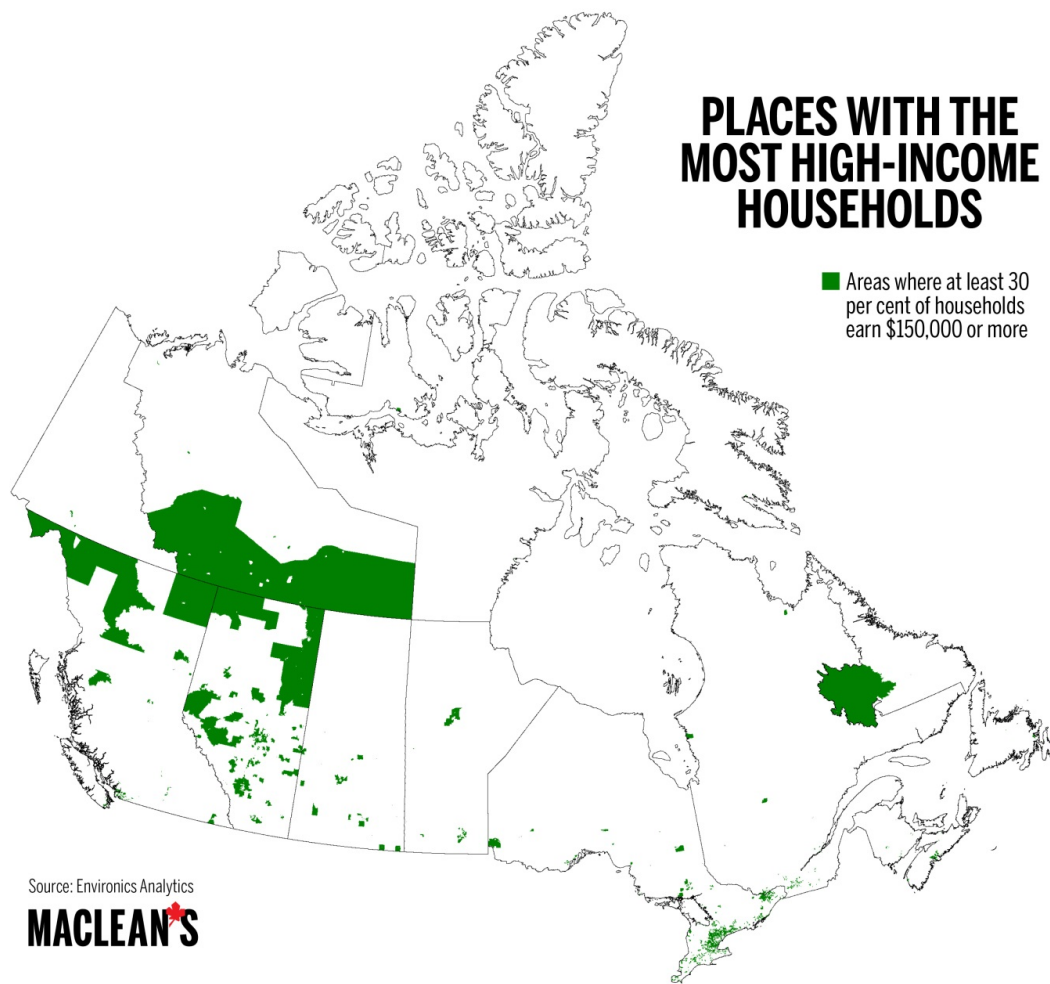 PLACES WITH THE
MOST HIGH-INCOME
HOUSEHOLDS
Areas where at least 30
per cent of households
earn $150,000 or more
Source: Environics Analytics
MACLEAN'S